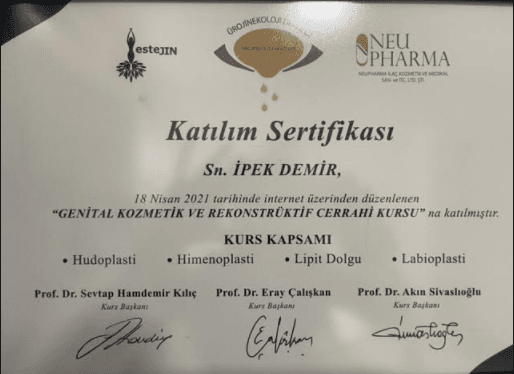 esteJIN
ÜROJİNEKOLOJİ
NEU
PHARMA
NEUPHARMA İLAÇ KOZMETİK VE MEDİKAL
SAN. ve TİC. LTD. ŞTİ.
Katılım Sertifikası
Sn. İPEK DEMİR,
18 Nisan 2021 tarihinde internet üzerinden düzenlenen
“GENİTAL KOZMETİK VE REKONSTRÜKTİF CERRAHİ KURSU” na katılmıştır.
KURS KAPSAMI
• Hudoplasti • Himenoplasti • Lipit Dolgu • Labioplasti
Prof. Dr. Sevtap Hamdemir Kılıç Prof. Dr. Eray Çalışkan Prof. Dr. Akın Sivaslıoğlu
Kurs Başkanı Kurs Başkanı Kurs Başkanı